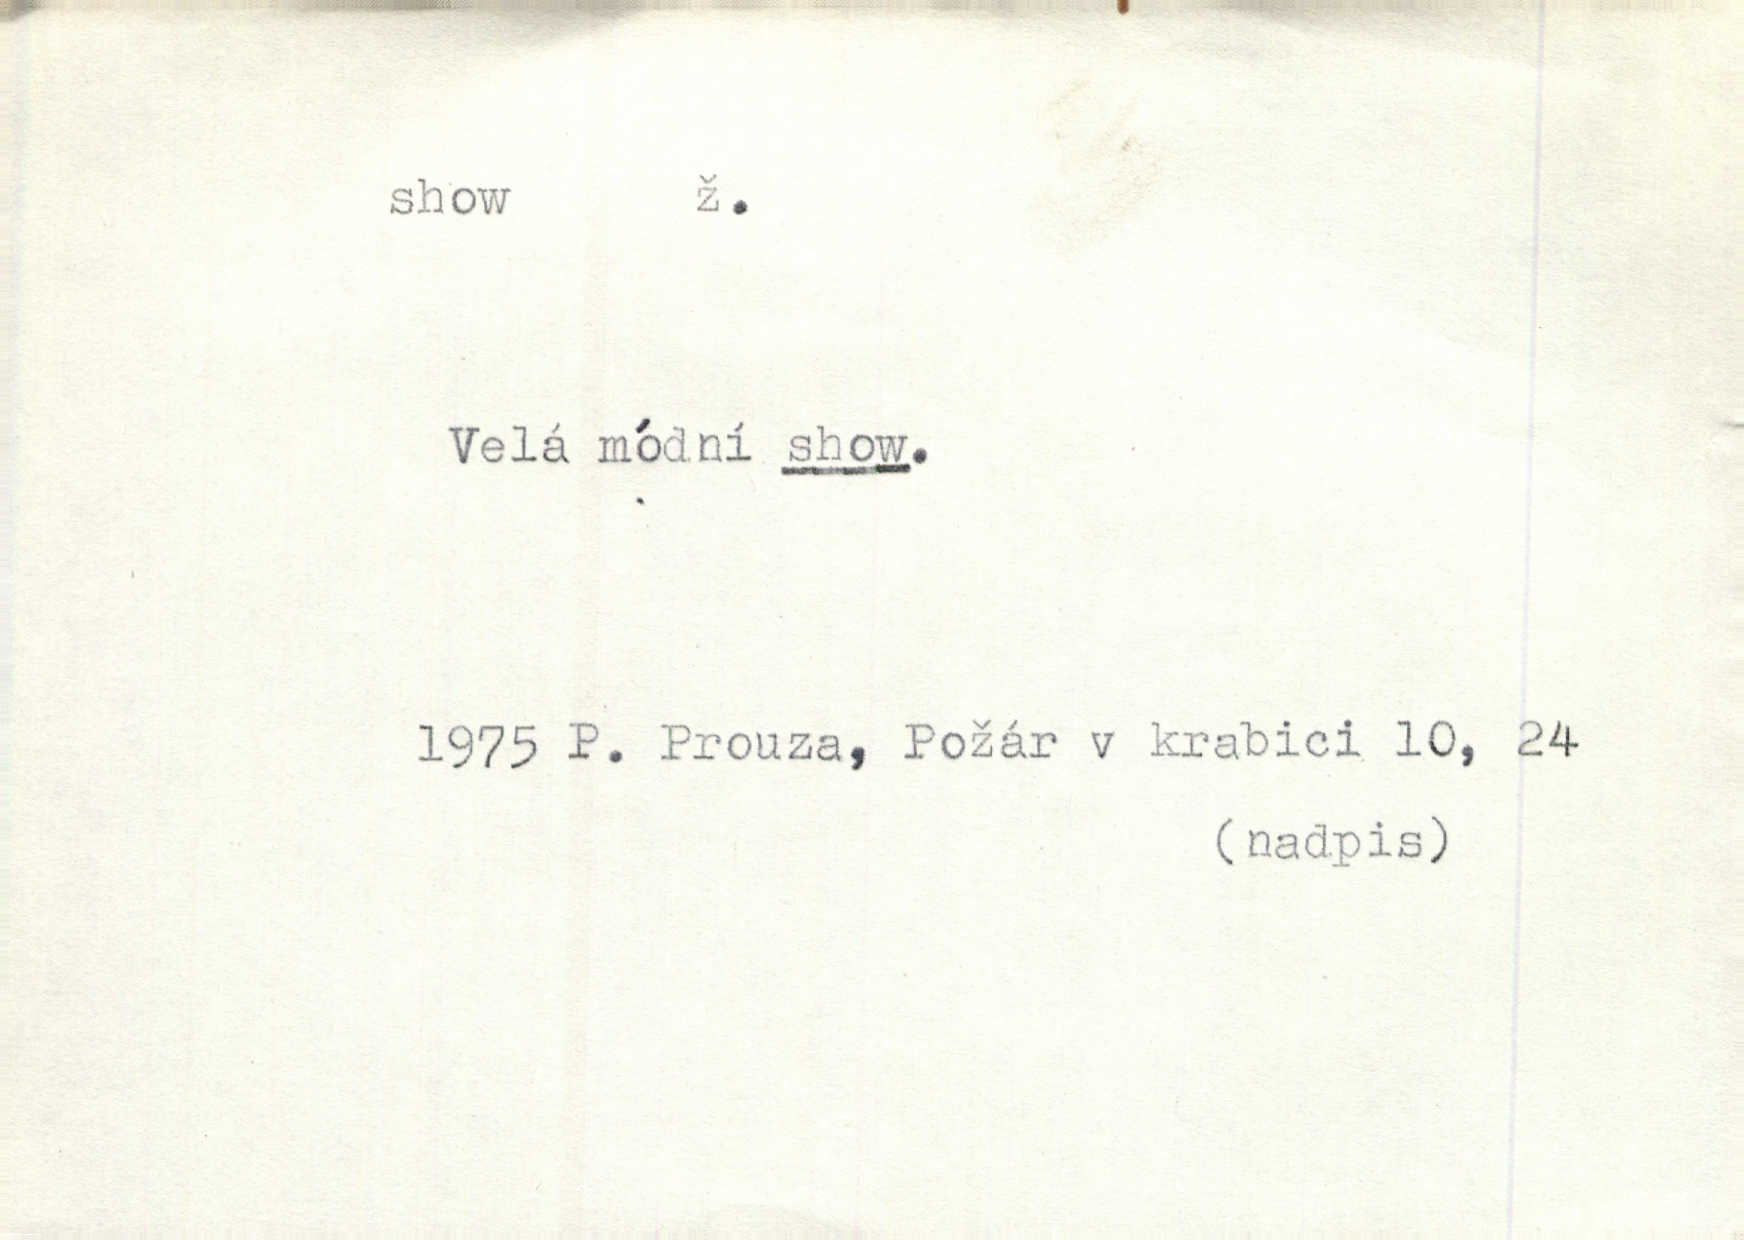 show ž.
Velá módní show.
1975 P. Prouza, Požár v krabici 10, 24
(nadpis)